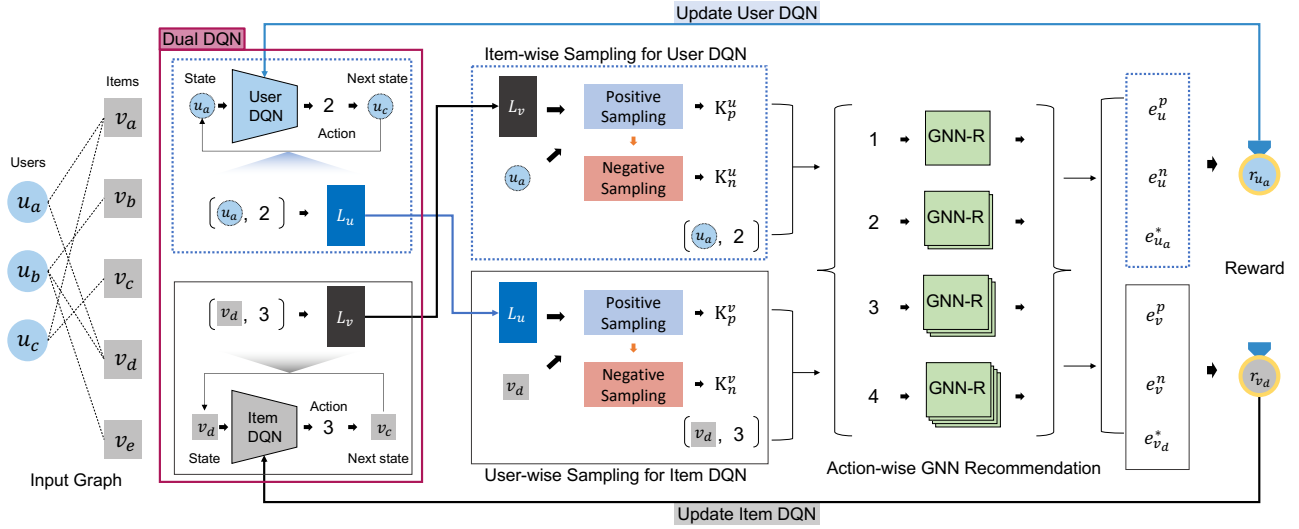 Update User DQN
Dual DQN
Items
Users
v_a
v_b
v_c
v_d
v_e
u_a
u_b
u_c
Input Graph
State
Next state
u_a
User
DQN
2
u_c
Action
(u_a, 2)
L_u
(v_d, 3)
L_v
Action
v_d
Item
DQN
3
v_c
State
Next state
Item-wise Sampling for User DQN
L_v
Positive
Sampling
K_p^u
u_a
Negative
Sampling
K_n^u
(u_a, 2)
L_u
Positive
Sampling
K_p^v
v_d
Negative
Sampling
K_n^v
(v_d, 3)
User-wise Sampling for Item DQN
1
GNN-R
2
GNN-R
3
GNN-R
4
GNN-R
Action-wise GNN Recommendation
e_u^p
e_u^n
e_{u_a}^*
e_v^p
e_v^n
e_{v_d}^*
r_{u_a}
Reward
r_{v_d}
Update Item DQN